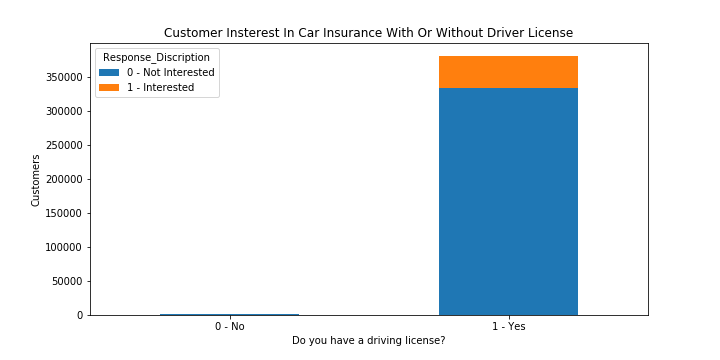 Customer Insterest In Car Insurance With Or Without Driver License
Response_Discription
0 - Not Interested
1 - Interested
350000
300000
250000
200000
150000
100000
50000
0
Customers
0 - No
1 - Yes
Do you have a driving license?